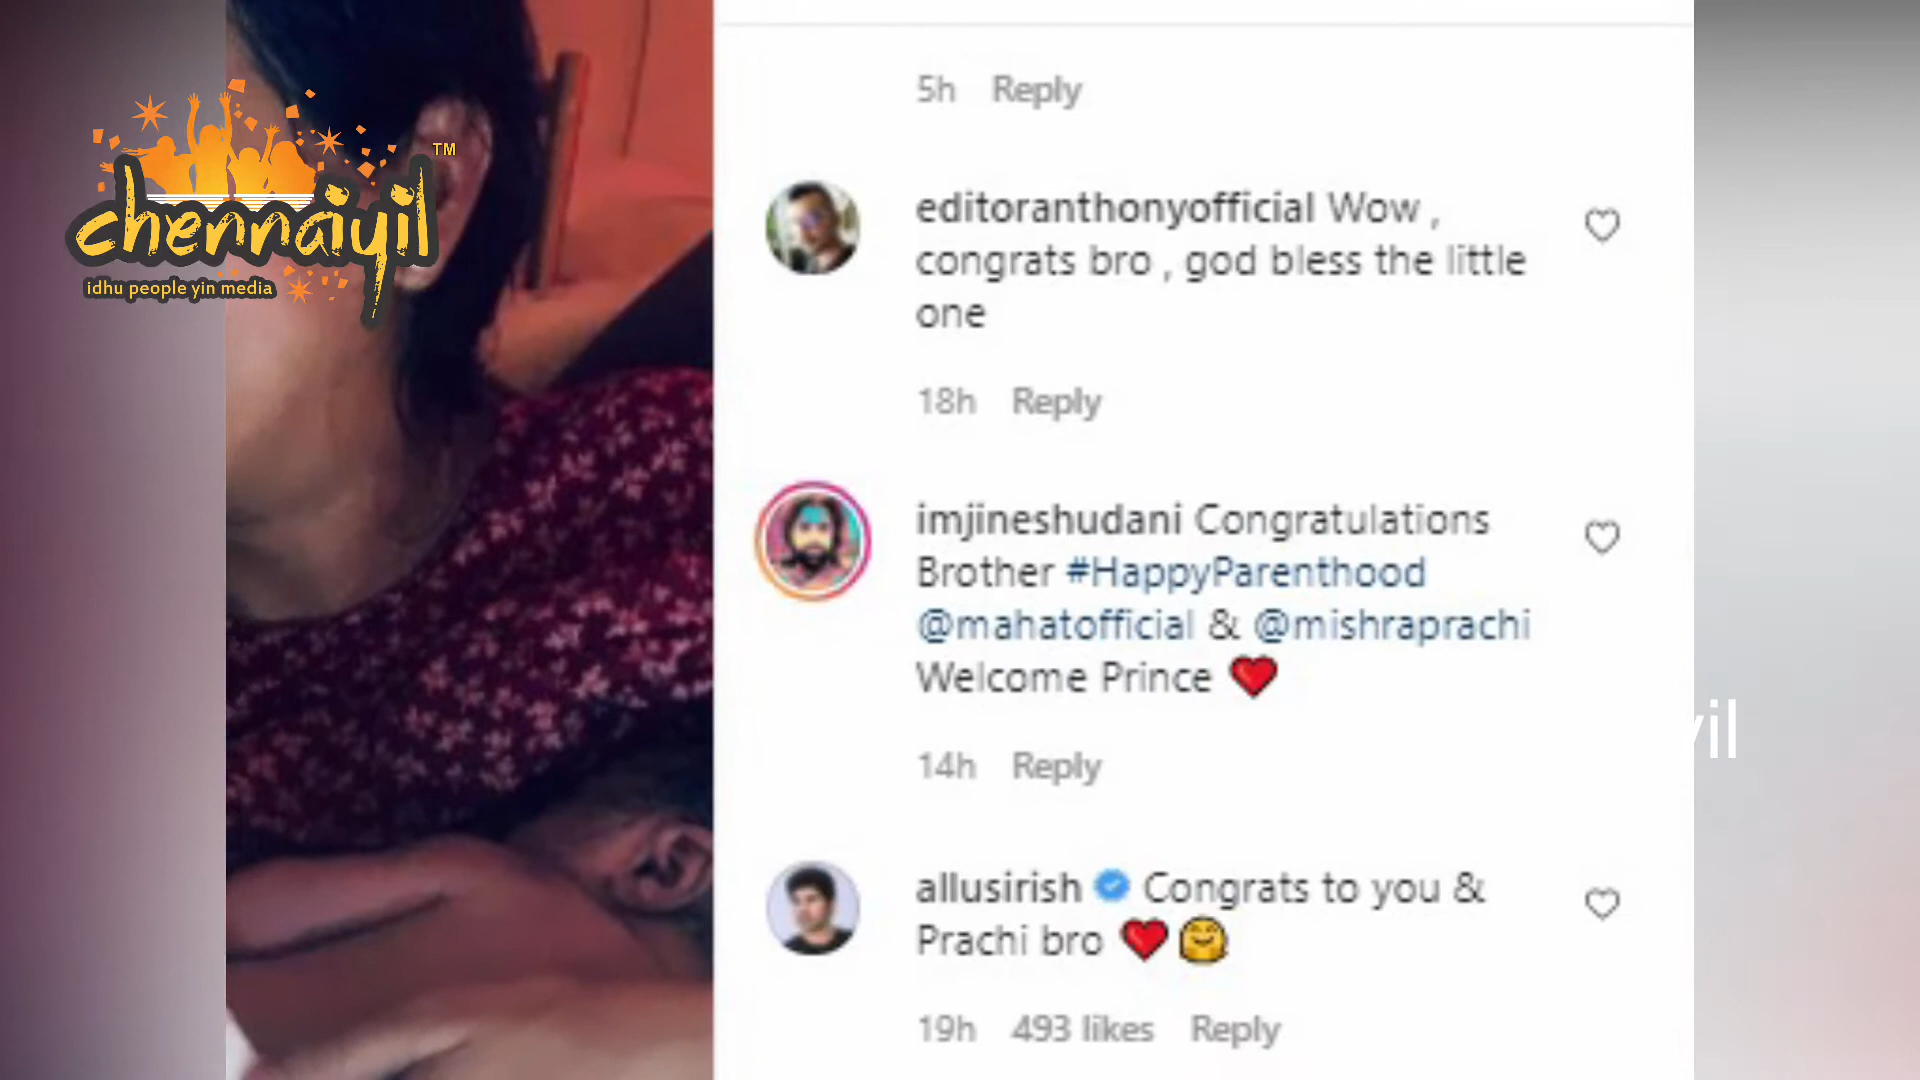 chennaiyil TM
idhu people yin media
5h Reply
editoranthonyofficial Wow ,
congrats bro , god bless the little
one
18h Reply
imjineshudani Congratulations
Brother #HappyParenthood
@mahatofficial & @mishraprachi
Welcome Prince ❤️
14h Reply
allusirish Congrats to you &
Prachi bro ❤️🤗
19h 493 likes Reply
yil